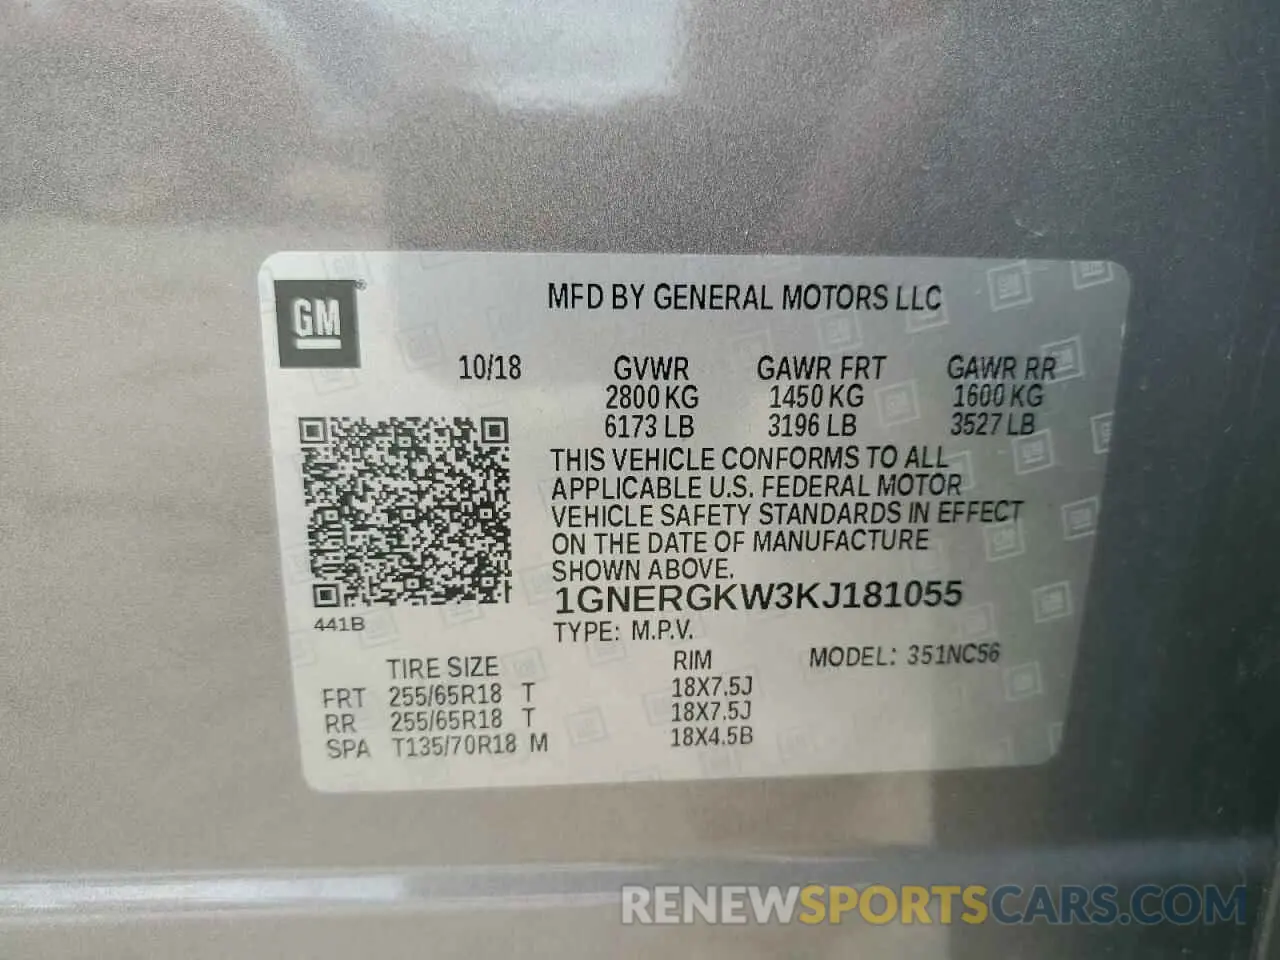 GM®
MFD BY GENERAL MOTORS LLC
10/18 GVWR GAWR FRT GAWR RR
2800 KG 1450 KG 1600 KG
6173 LB 3196 LB 3527 LB
THIS VEHICLE CONFORMS TO ALL
APPLICABLE U.S. FEDERAL MOTOR
VEHICLE SAFETY STANDARDS IN EFFECT
ON THE DATE OF MANUFACTURE
SHOWN ABOVE.
1GNERGKW3KJ181055
441B
TYPE: M.P.V.
TIRE SIZE RIM MODEL: 351NC56
FRT 255/65R18 T 18X7.5J
RR 255/65R18 T 18X7.5J
SPA T135/70R18 M 18X4.5B
RENEWSPORTSCARS.COM